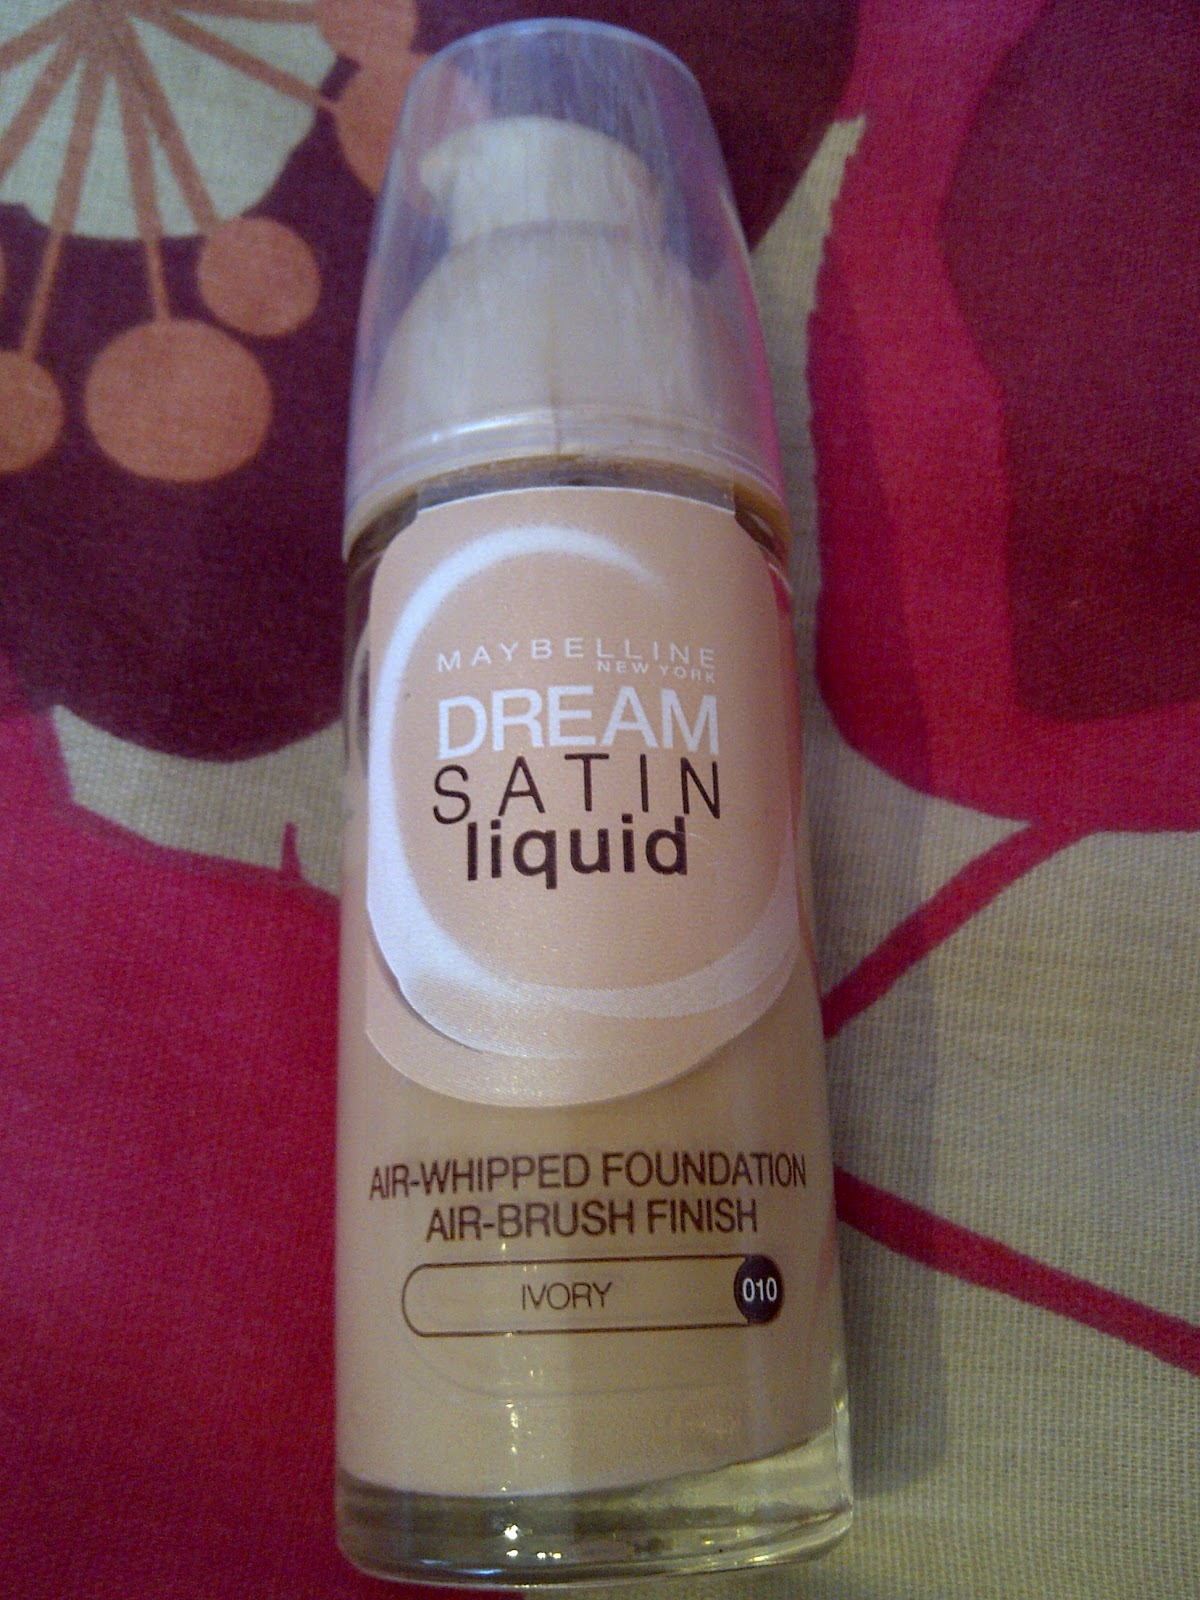 MAYBELLINE
NEW YORK
DREAM
SATIN
liquid
AIR-WHIPPED FOUNDATION
AIR-BRUSH FINISH
IVORY 010